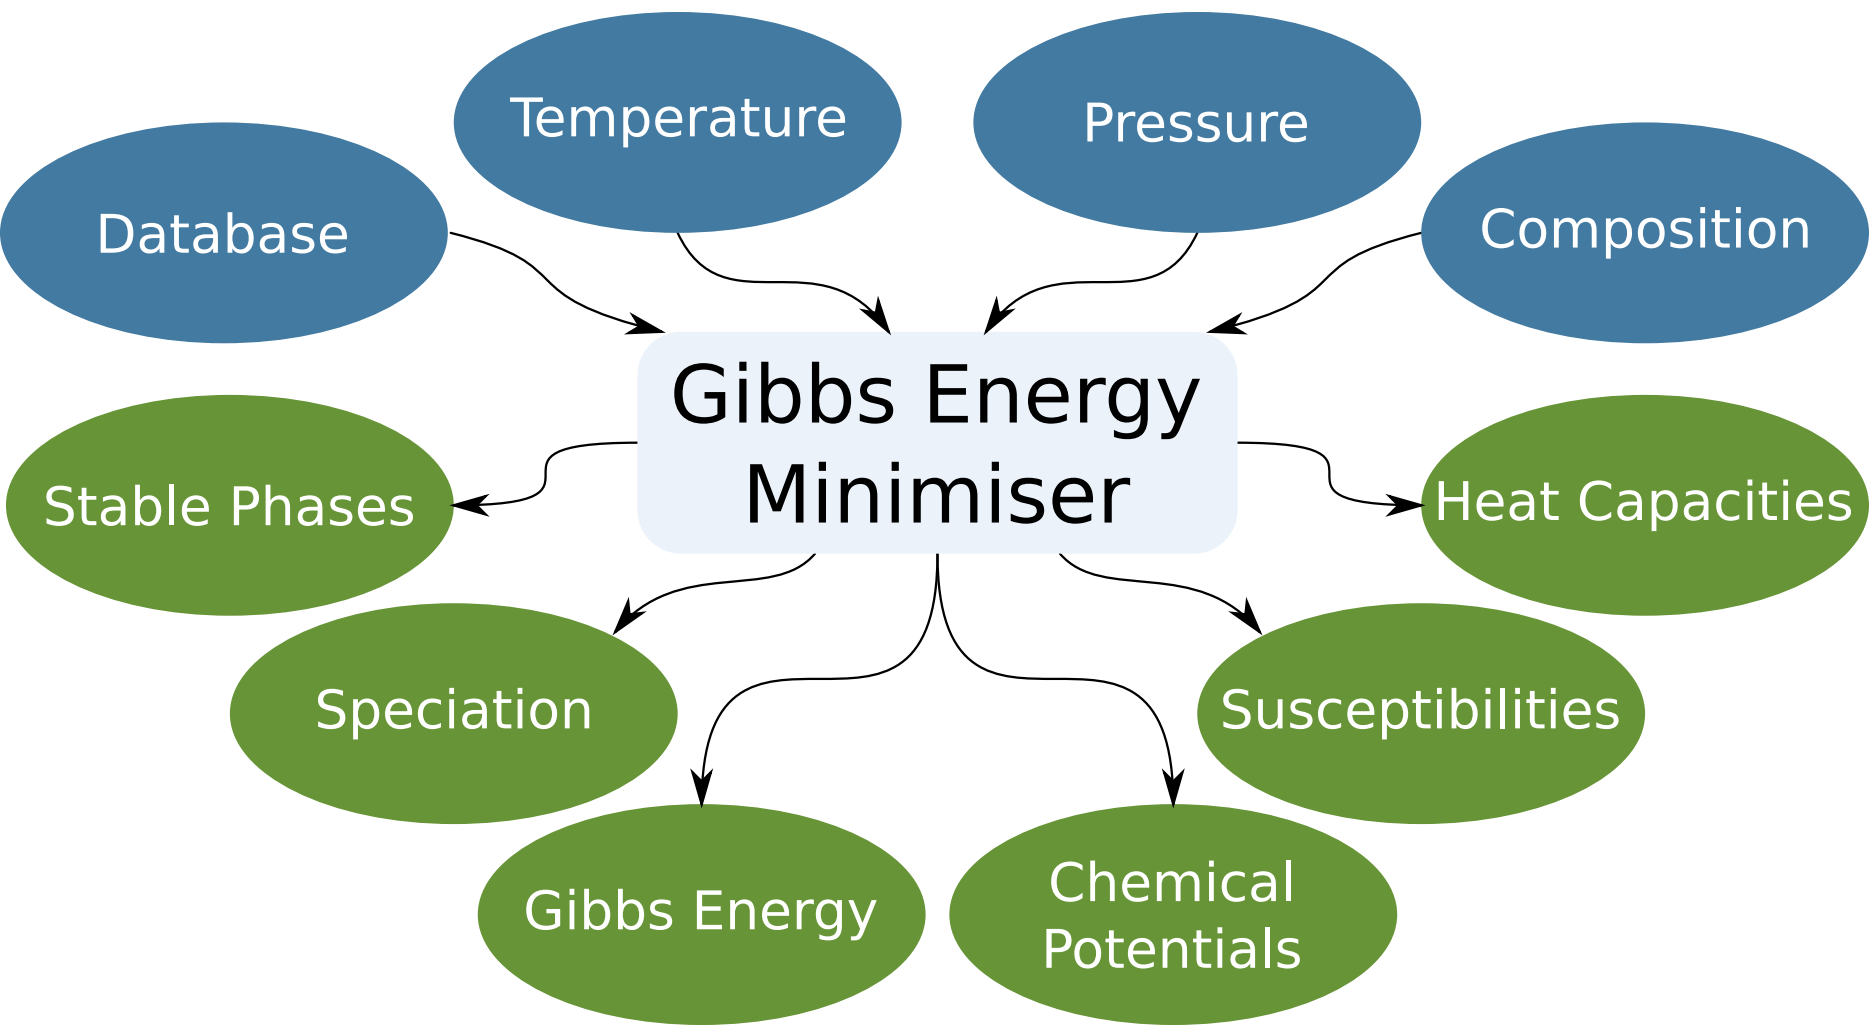 Temperature
Pressure
Database
Composition
Gibbs Energy
Minimiser
Stable Phases
Heat Capacities
Speciation
Susceptibilities
Gibbs Energy
Chemical
Potentials